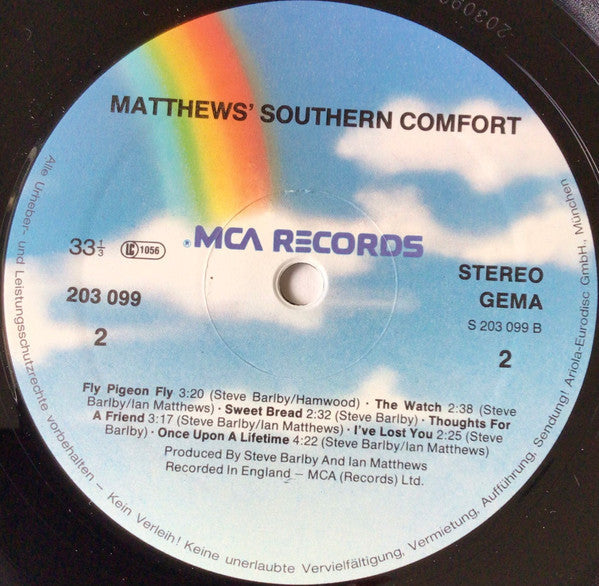 MATTHEWS' SOUTHERN COMFORT
MCA RECORDS
33⅓
LC 1056
203 099
2
STEREO
GEMA
S 203 099 B
2
Fly Pigeon Fly 3:20 (Steve Barlby/Hamwood) · The Watch 2:38 (Steve
Barlby/Ian Matthews) · Sweet Bread 2:32 (Steve Barlby) · Thoughts For
A Friend 3:17 (Steve Barlby/Ian Matthews) · I've Lost You 2:25 (Steve
Barlby) · Once Upon A Lifetime 4:22 (Steve Barlby/Ian Matthews)
Produced By Steve Barlby And Ian Matthews
Recorded In England – MCA (Records) Ltd.
Alle Urheber- und Leistungsschutzrechte vorbehalten – Kein Verleih! Keine unerlaubte Vervielfältigung, Vermietung, Aufführung, Sendung! Ariola-Eurodisc GmbH., München